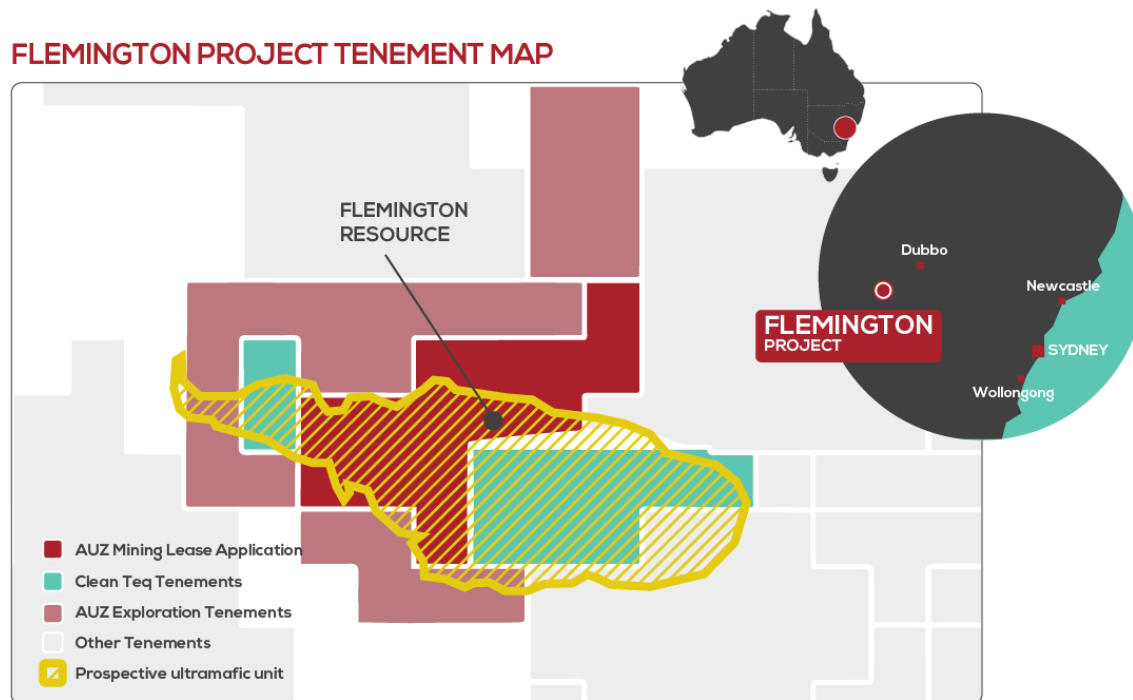 FLEMINGTON PROJECT TENEMENT MAP
FLEMINGTON
RESOURCE
Dubbo
Newcastle
FLEMINGTON
PROJECT
SYDNEY
Wollongong
AUZ Mining Lease Application
Clean Teq Tenements
AUZ Exploration Tenements
Other Tenements
Prospective ultramafic unit